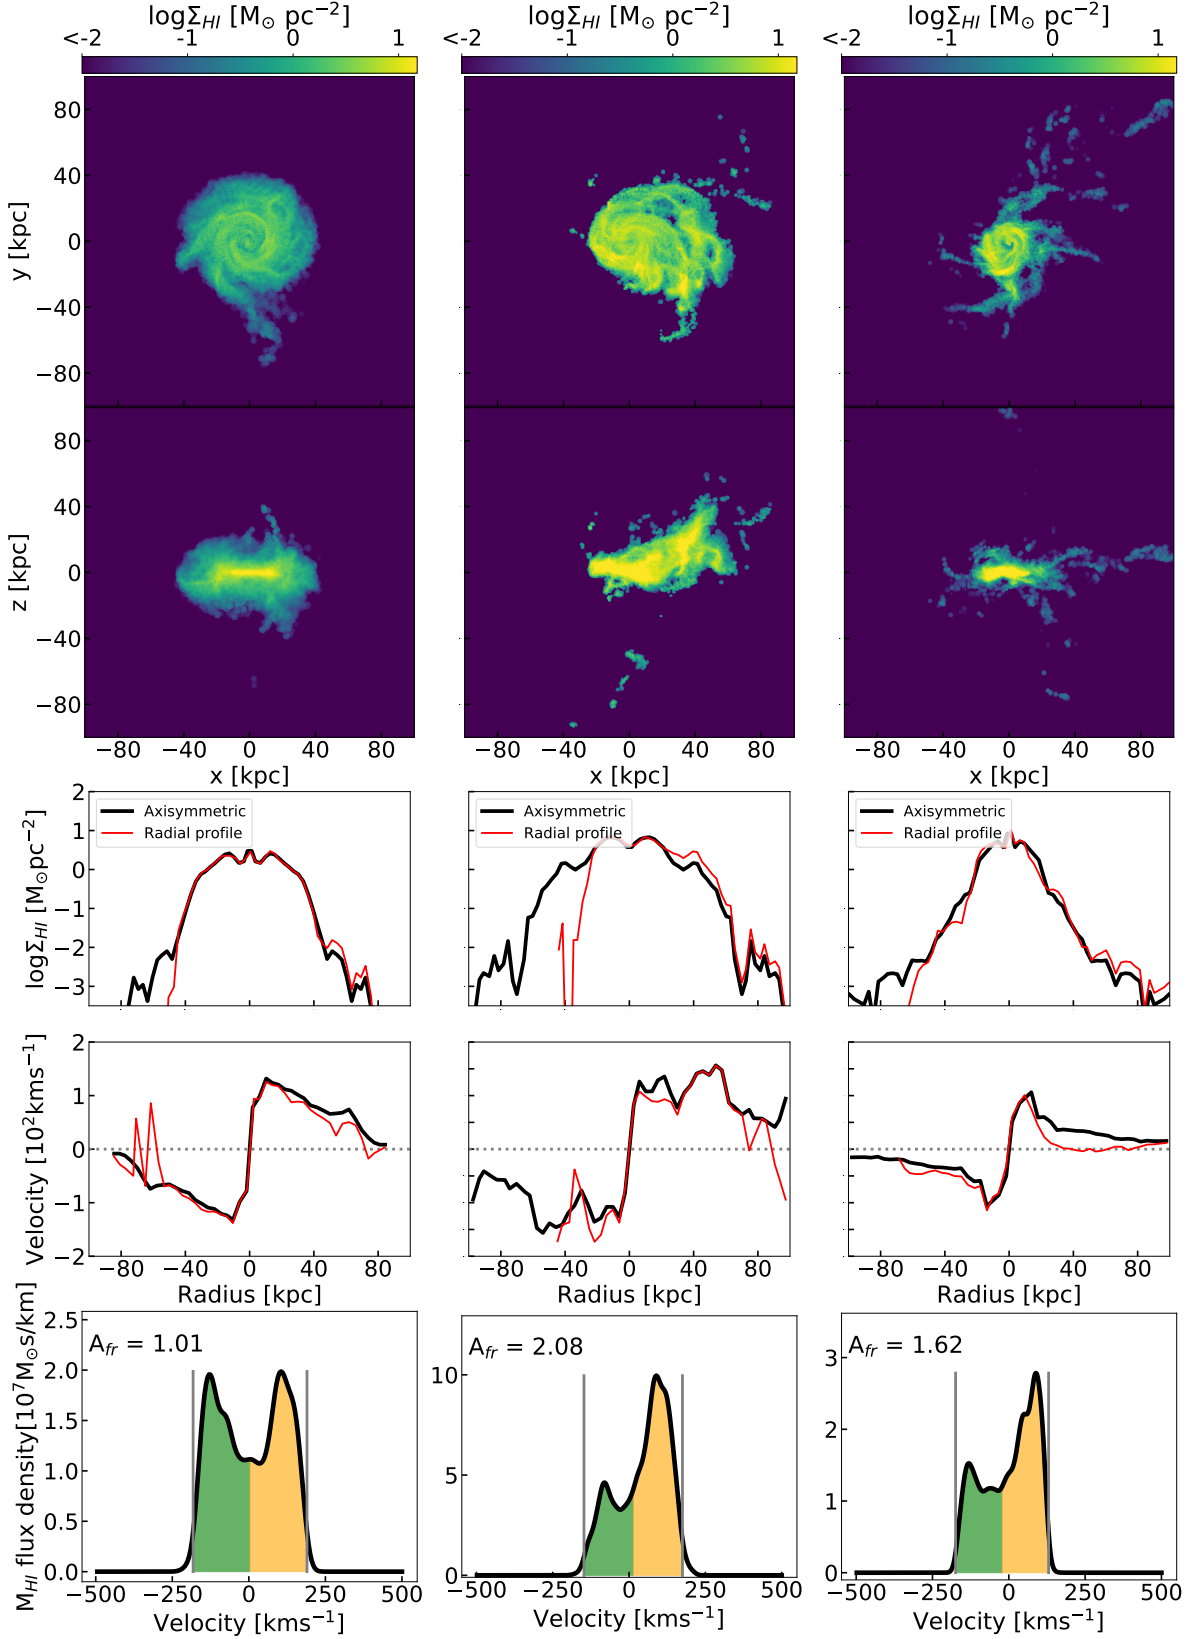 logΣHI [M⊙ pc−2] logΣHI [M⊙ pc−2] logΣHI [M⊙ pc−2]
<-2 −1 0 1 <-2 −1 0 1 <-2 −1 0 1
80
40
0
−40
−80
y [kpc]
80
40
0
−40
−80
z [kpc]
−80 −40 0 40 80 −80 −40 0 40 80 −80 −40 0 40 80
x [kpc] x [kpc] x [kpc]
2
1
0
−1
−2
−3
logΣHI [M⊙pc−2]
Axisymmetric
Radial profile
Axisymmetric
Radial profile
Axisymmetric
Radial profile
2
1
0
−1
−2
Velocity [10²kms−1]
−80 −40 0 40 80 −80 −40 0 40 80 −80 −40 0 40 80
Radius [kpc] Radius [kpc] Radius [kpc]
MHI flux density[10⁷M⊙s/km]
2.5
2.0
1.5
1.0
0.5
0.0
Afr = 1.01
10
5
0
Afr = 2.08
3
2
1
0
Afr = 1.62
−500 −250 0 250 500 −500 −250 0 250 500 −500 −250 0 250 500
Velocity [kms−1] Velocity [kms−1] Velocity [kms−1]